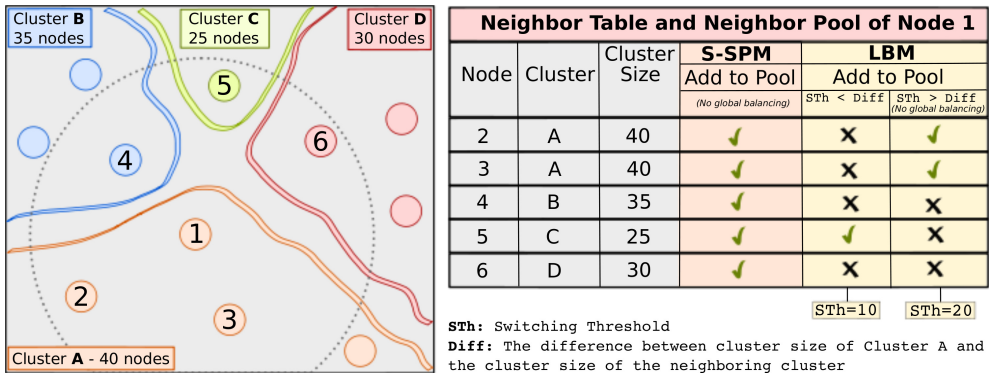 Cluster B
35 nodes
Cluster C
25 nodes
Cluster D
30 nodes
5
6
4
1
2
3
Cluster A - 40 nodes
Neighbor Table and Neighbor Pool of Node 1
Node Cluster Cluster Size S-SPM LBM
Add to Pool Add to Pool
(No global balancing) STh < Diff STh > Diff
(No global balancing)
2 A 40 ✓ x ✓
3 A 40 ✓ x ✓
4 B 35 ✓ x x
5 C 25 ✓ ✓ x
6 D 30 ✓ x x
STh=10 STh=20
STh: Switching Threshold
Diff: The difference between cluster size of Cluster A and
the cluster size of the neighboring cluster